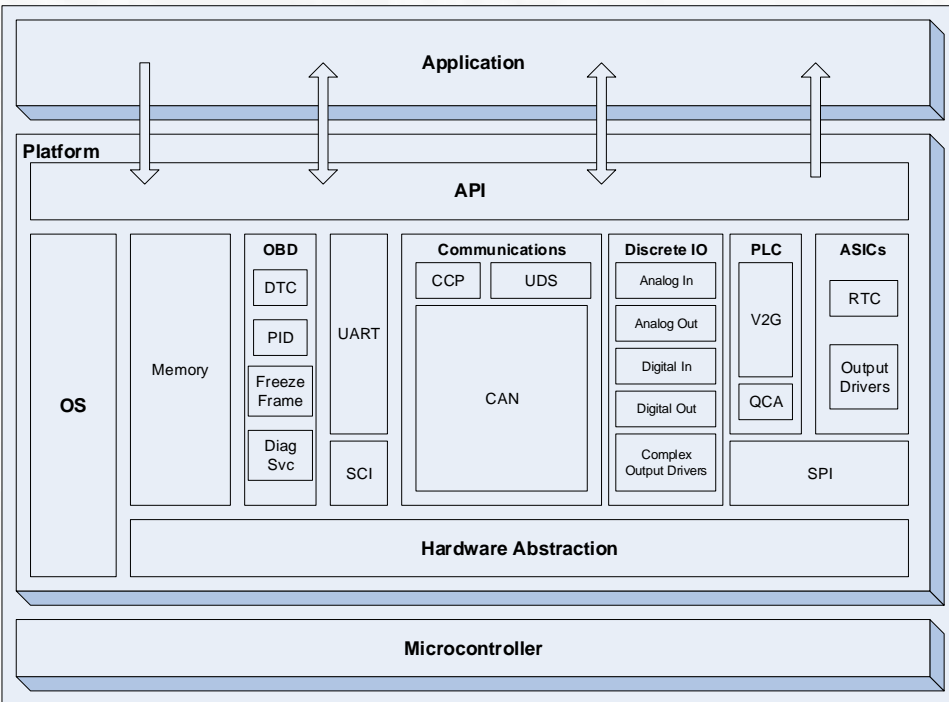 Application
Platform
API
OS
Memory
OBD
DTC
PID
Freeze
Frame
Diag
Svc
UART
SCI
Communications
CCP
UDS
CAN
Discrete IO
Analog In
Analog Out
Digital In
Digital Out
Complex
Output Drivers
PLC
V2G
QCA
ASICs
RTC
Output
Drivers
SPI
Hardware Abstraction
Microcontroller